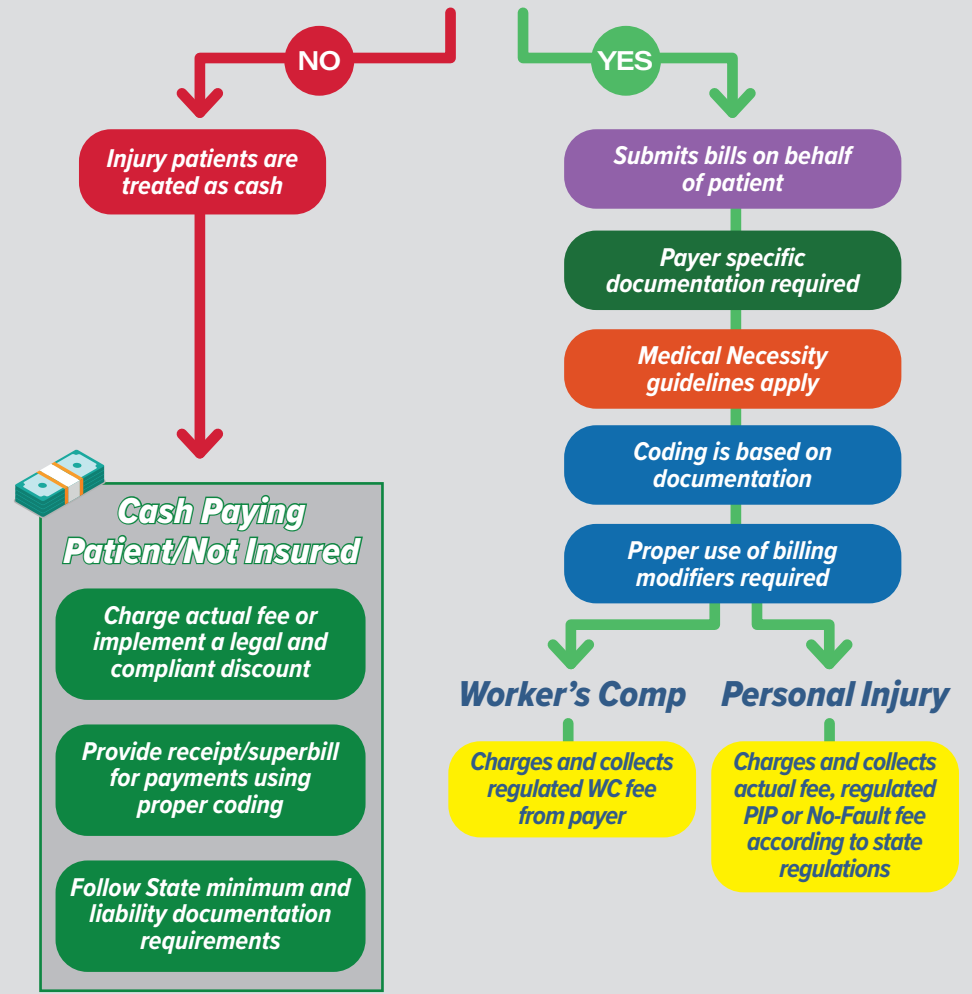 NO
YES
Injury patients are
treated as cash
Submits bills on behalf
of patient
Payer specific
documentation required
Medical Necessity
guidelines apply
Coding is based on
documentation
Proper use of billing
modifiers required
Cash Paying
Patient/Not Insured
Charge actual fee or
implement a legal and
compliant discount
Provide receipt/superbill
for payments using
proper coding
Follow State minimum and
liability documentation
requirements
Worker's Comp
Charges and collects
regulated WC fee
from payer
Personal Injury
Charges and collects
actual fee, regulated
PIP or No-Fault fee
according to state
regulations